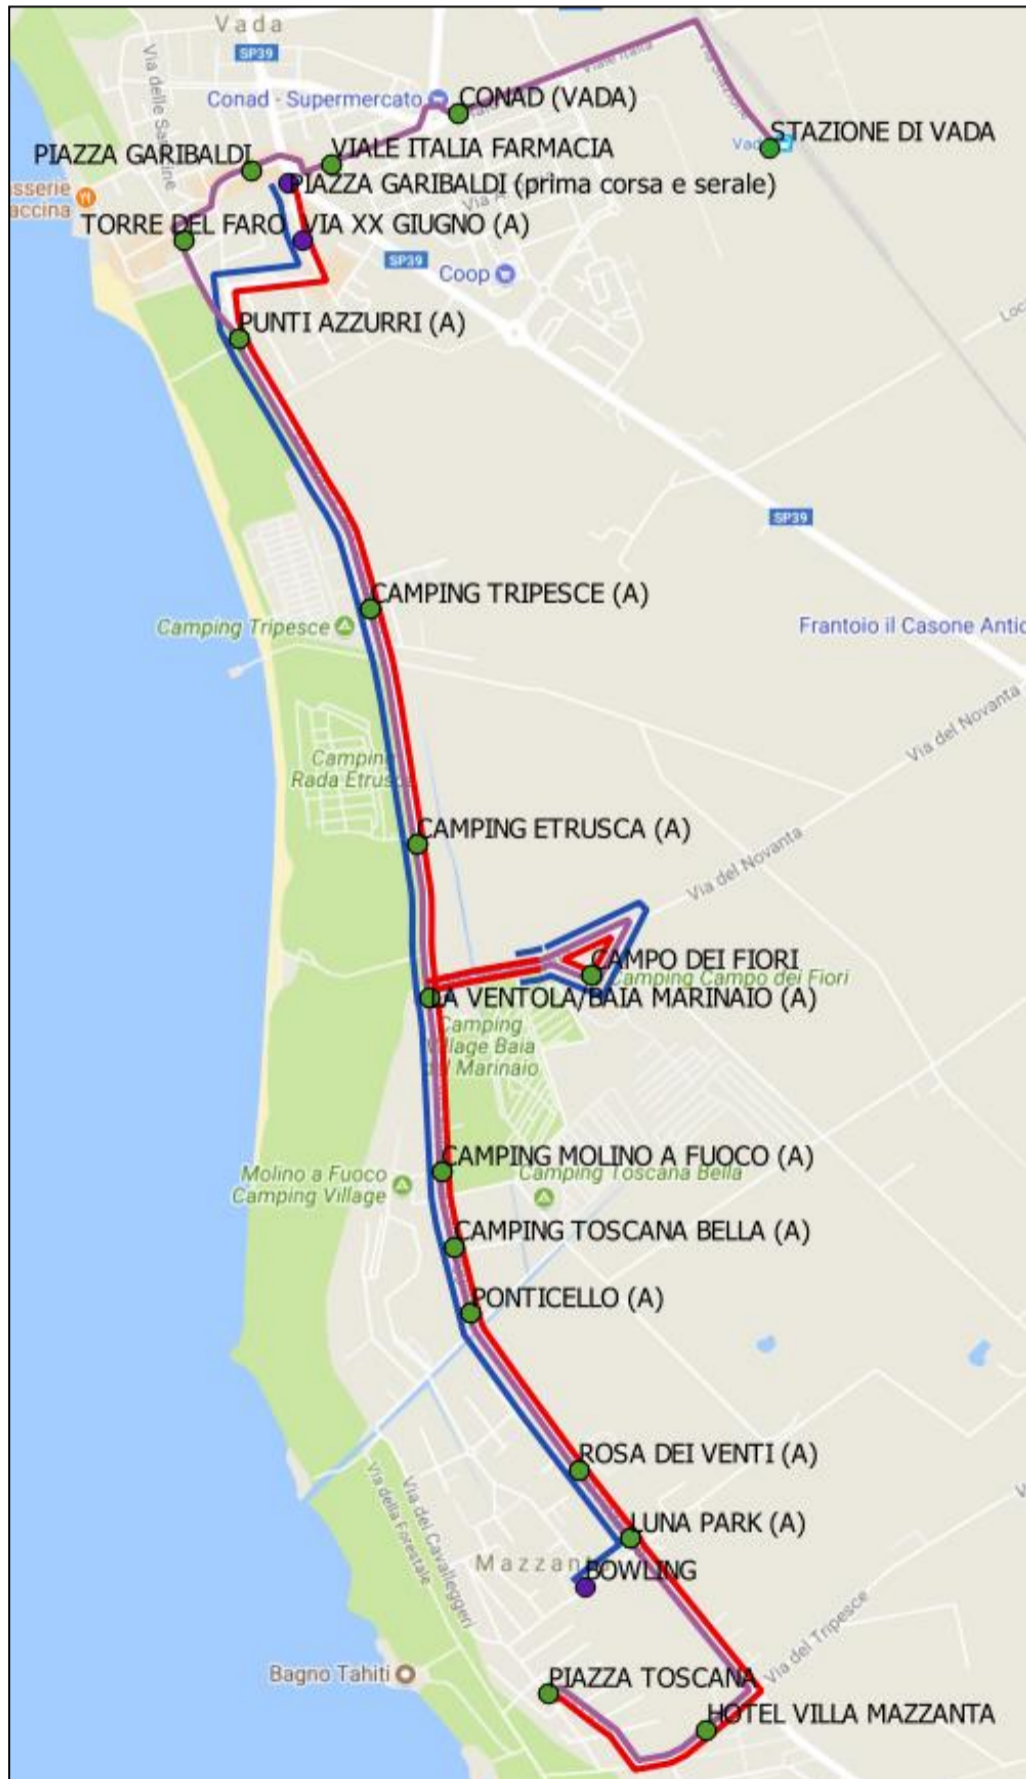 Vada
SP39
Viale Italia
Conad - Supermercato
CONAD (VADA)
STAZIONE DI VADA
Vada
VIALE ITALIA FARMACIA
PIAZZA GARIBALDI
PIAZZA GARIBALDI (prima corsa e serale)
TORRE DEL FARO
VIA XX GIUGNO (A)
SP39
Coop
PUNTI AZZURRI (A)
SP39
CAMPING TRIPESCE (A)
Camping Tripesce
Frantoio il Casone Antic
Via del Novanta
Camping
Rada Etrusca
CAMPING ETRUSCA (A)
Via del Novanta
CAMPO DEI FIORI
Camping Campo dei Fiori
LA VENTOLA/BAIA MARINAIO (A)
Camping
Village Baia
del Marinaio
CAMPING MOLINO A FUOCO (A)
Molino a Fuoco
Camping Village
Camping Toscana Bella
CAMPING TOSCANA BELLA (A)
PONTICELLO (A)
ROSA DEI VENTI (A)
Via della Forestale
Via dei Cavalleggeri
LUNA PARK (A)
Mazzant
BOWLING
Via del Tripesce
Bagno Tahiti
PIAZZA TOSCANA
HOTEL VILLA MAZZANTA